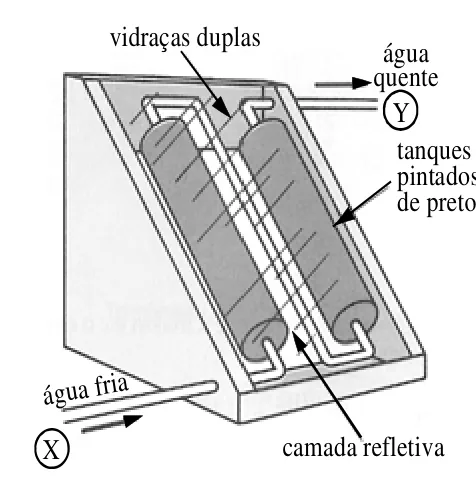 vidraças duplas
água
quente
Y
tanques
pintados
de preto
água fria
X
camada refletiva